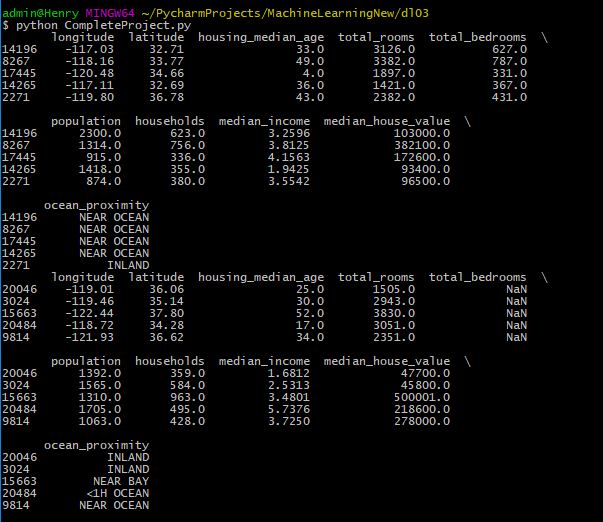 admin@Henry MINGW64 ~/PycharmProjects/MachineLearningNew/dl03
$ python CompleteProject.py
longitude latitude housing_median_age total_rooms total_bedrooms \
14196 -117.03 32.71 33.0 3126.0 627.0
8267 -118.16 33.77 49.0 3382.0 787.0
17445 -120.48 34.66 4.0 1897.0 331.0
14265 -117.11 32.69 36.0 1421.0 367.0
2271 -119.80 36.78 43.0 2382.0 431.0
population households median_income median_house_value \
14196 2300.0 623.0 3.2596 103000.0
8267 1314.0 756.0 3.8125 382100.0
17445 915.0 336.0 4.1563 172600.0
14265 1418.0 355.0 1.9425 93400.0
2271 874.0 380.0 3.5542 96500.0
ocean_proximity
14196 NEAR OCEAN
8267 NEAR OCEAN
17445 NEAR OCEAN
14265 NEAR OCEAN
2271 INLAND
longitude latitude housing_median_age total_rooms total_bedrooms \
20046 -119.01 36.06 25.0 1505.0 NaN
3024 -119.46 35.14 30.0 2943.0 NaN
15663 -122.44 37.80 52.0 3830.0 NaN
20484 -118.72 34.28 17.0 3051.0 NaN
9814 -121.93 36.62 34.0 2351.0 NaN
population households median_income median_house_value \
20046 1392.0 359.0 1.6812 47700.0
3024 1565.0 584.0 2.5313 45800.0
15663 1310.0 963.0 3.4801 500001.0
20484 1705.0 495.0 5.7376 218600.0
9814 1063.0 428.0 3.7250 278000.0
ocean_proximity
20046 INLAND
3024 INLAND
15663 NEAR BAY
20484 <1H OCEAN
9814 NEAR OCEAN